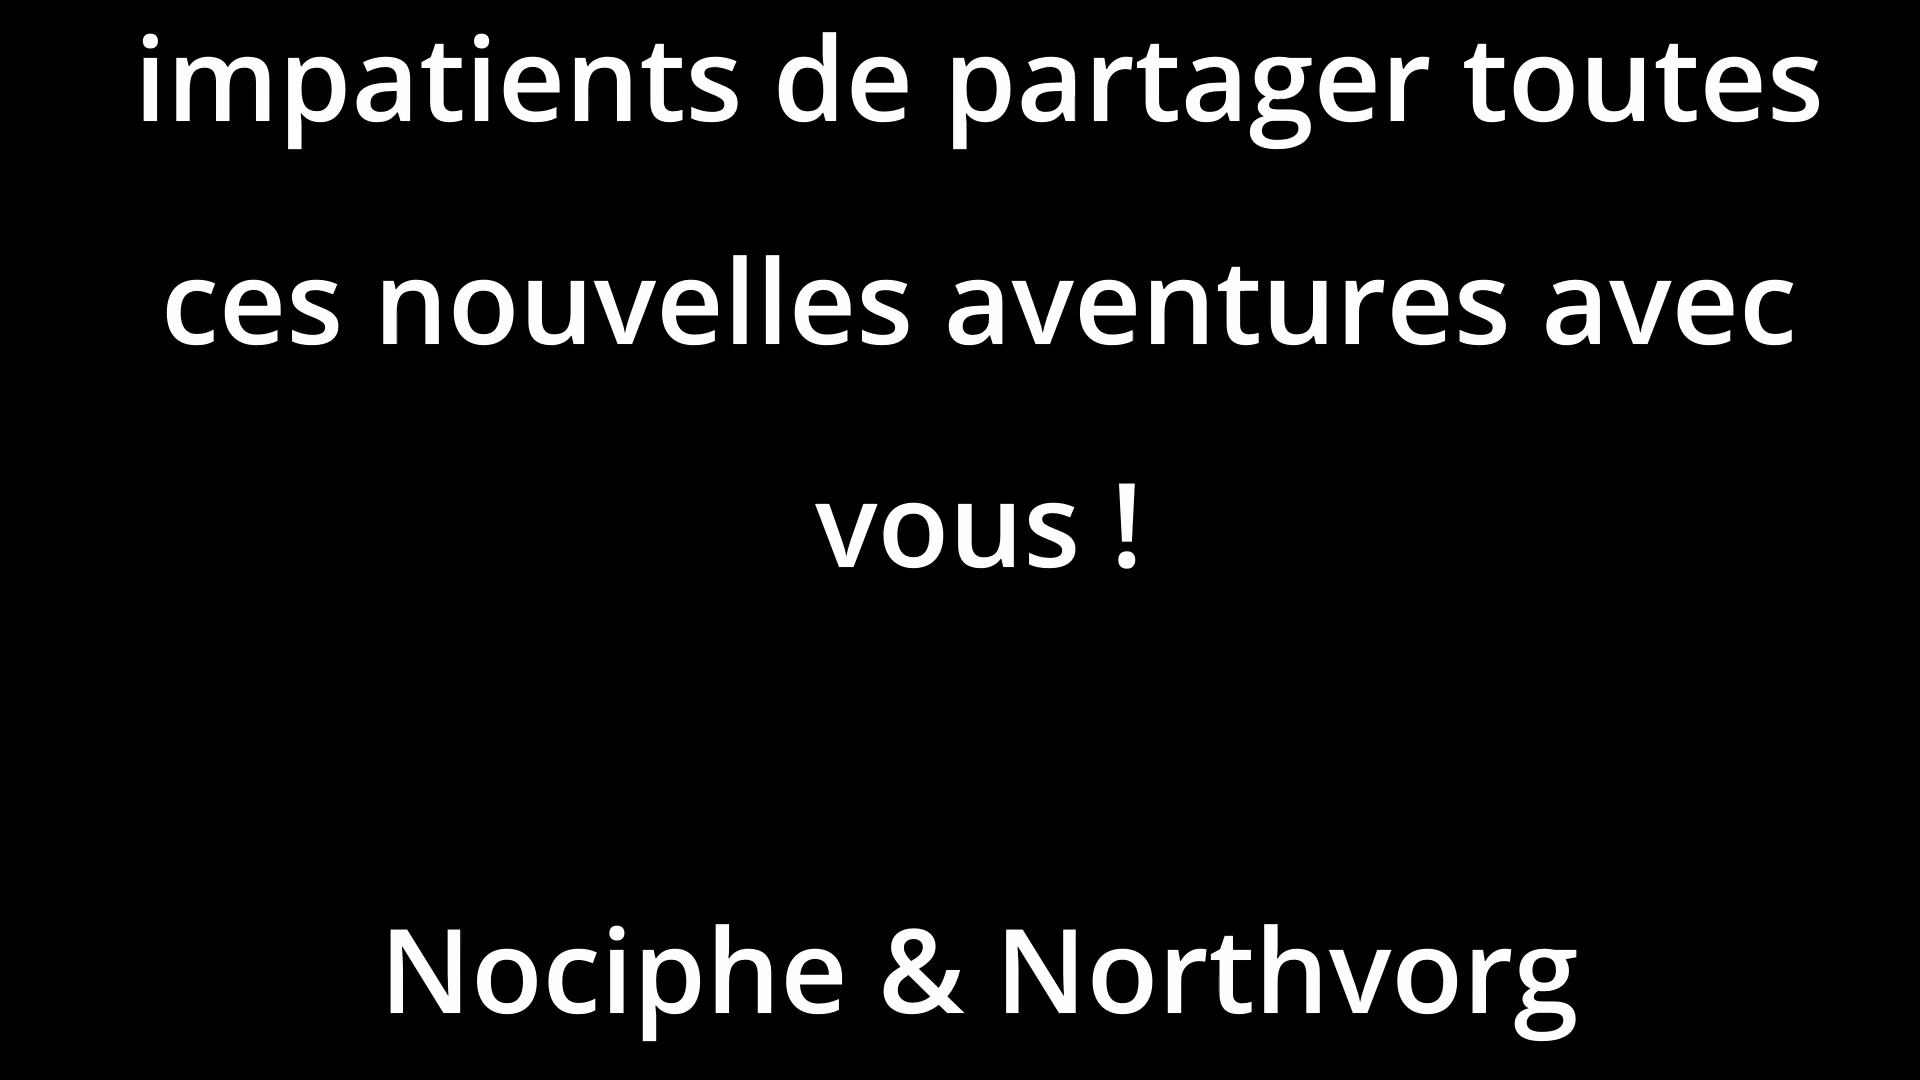 impatients de partager toutes
ces nouvelles aventures avec
vous !
Nociphe & Northvorg